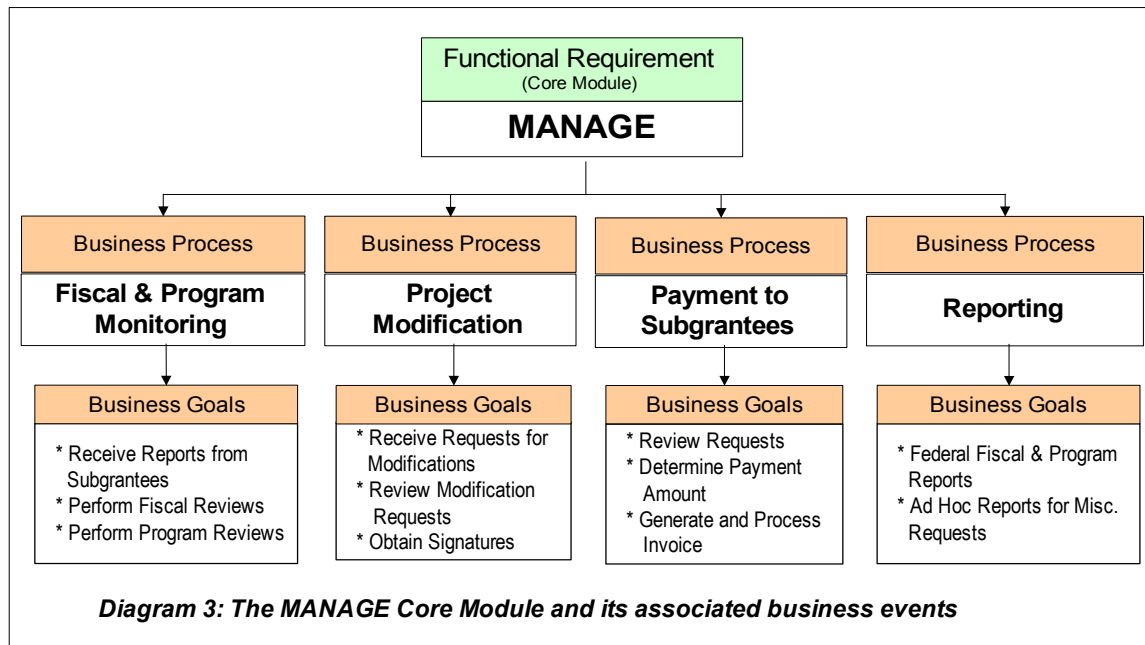 Functional Requirement
(Core Module)
MANAGE
Business Process
Fiscal & Program
Monitoring
Business Goals
* Receive Reports from
Subgrantees
* Perform Fiscal Reviews
* Perform Program Reviews
Business Process
Project
Modification
Business Goals
* Receive Requests for
Modifications
* Review Modification
Requests
* Obtain Signatures
Business Process
Payment to
Subgrantees
Business Goals
* Review Requests
* Determine Payment
Amount
* Generate and Process
Invoice
Business Process
Reporting
Business Goals
* Federal Fiscal & Program
Reports
* Ad Hoc Reports for Misc.
Requests
Diagram 3: The MANAGE Core Module and its associated business events